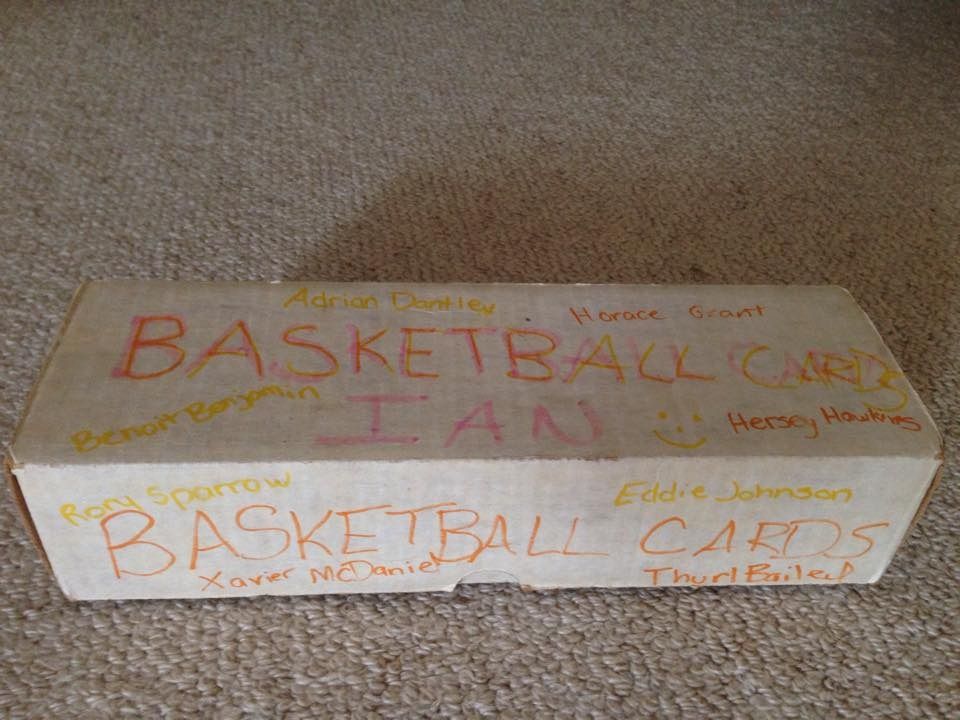 Adrian Dantley
Horace Grant
BASKETBALL CARDS
Benoit Benjamin
IAN
Hersey Hawkins
Rory Sparrow
Eddie Johnson
BASKETBALL CARDS
Xavier McDaniel
Thurl Bailey